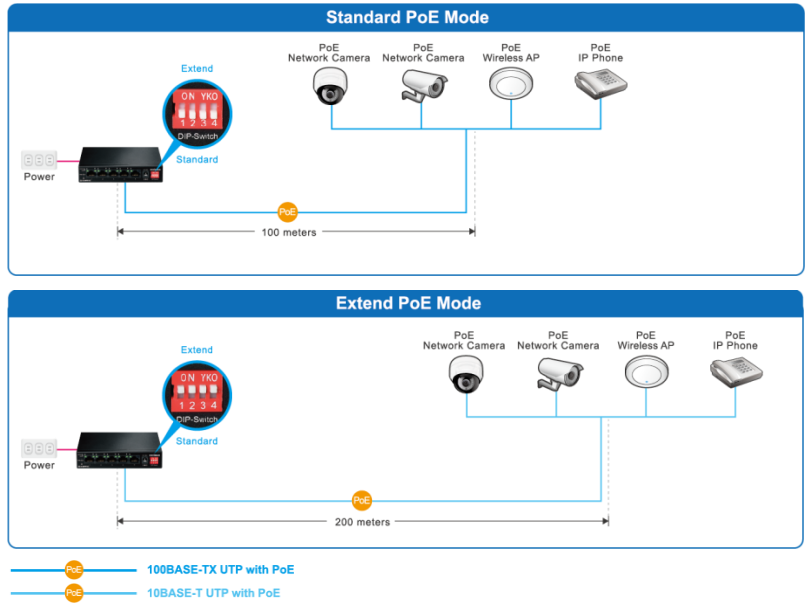 Standard PoE Mode
PoE
Network Camera
PoE
Network Camera
PoE
Wireless AP
PoE
IP Phone
Extend
ON YKO
1 2 3 4
DIP-Switch
Standard
Power
PoE
100 meters
Extend PoE Mode
PoE
Network Camera
PoE
Network Camera
PoE
Wireless AP
PoE
IP Phone
Extend
ON YKO
1 2 3 4
DIP-Switch
Standard
Power
PoE
200 meters
PoE 100BASE-TX UTP with PoE
PoE 10BASE-T UTP with PoE